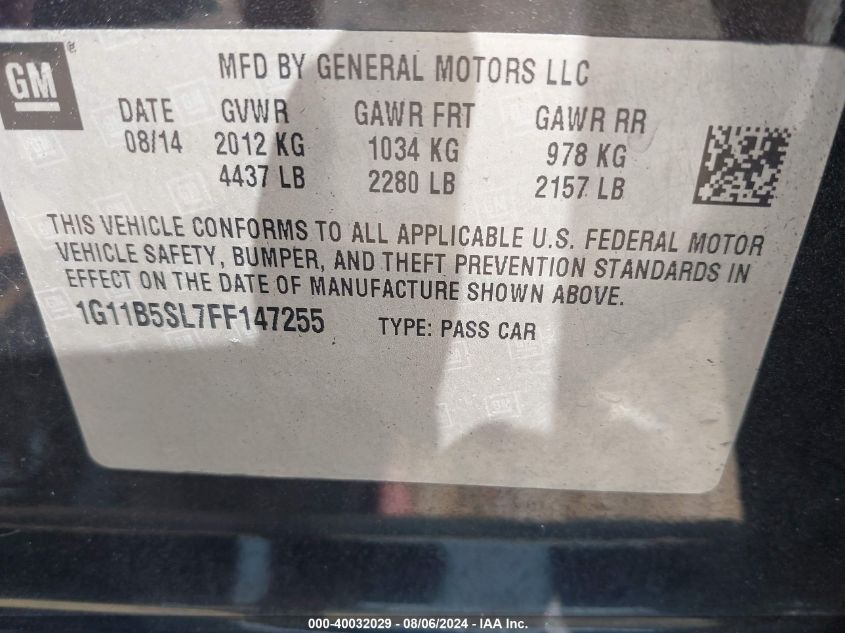 GM
®
MFD BY GENERAL MOTORS LLC
DATE GVWR GAWR FRT GAWR RR
08/14 2012 KG 1034 KG 978 KG
4437 LB 2280 LB 2157 LB
THIS VEHICLE CONFORMS TO ALL APPLICABLE U.S. FEDERAL MOTOR
VEHICLE SAFETY, BUMPER, AND THEFT PREVENTION STANDARDS IN
EFFECT ON THE DATE OF MANUFACTURE SHOWN ABOVE.
1G11B5SL7FF147255 TYPE: PASS CAR
000-40032029 - 08/06/2024 - IAA Inc.